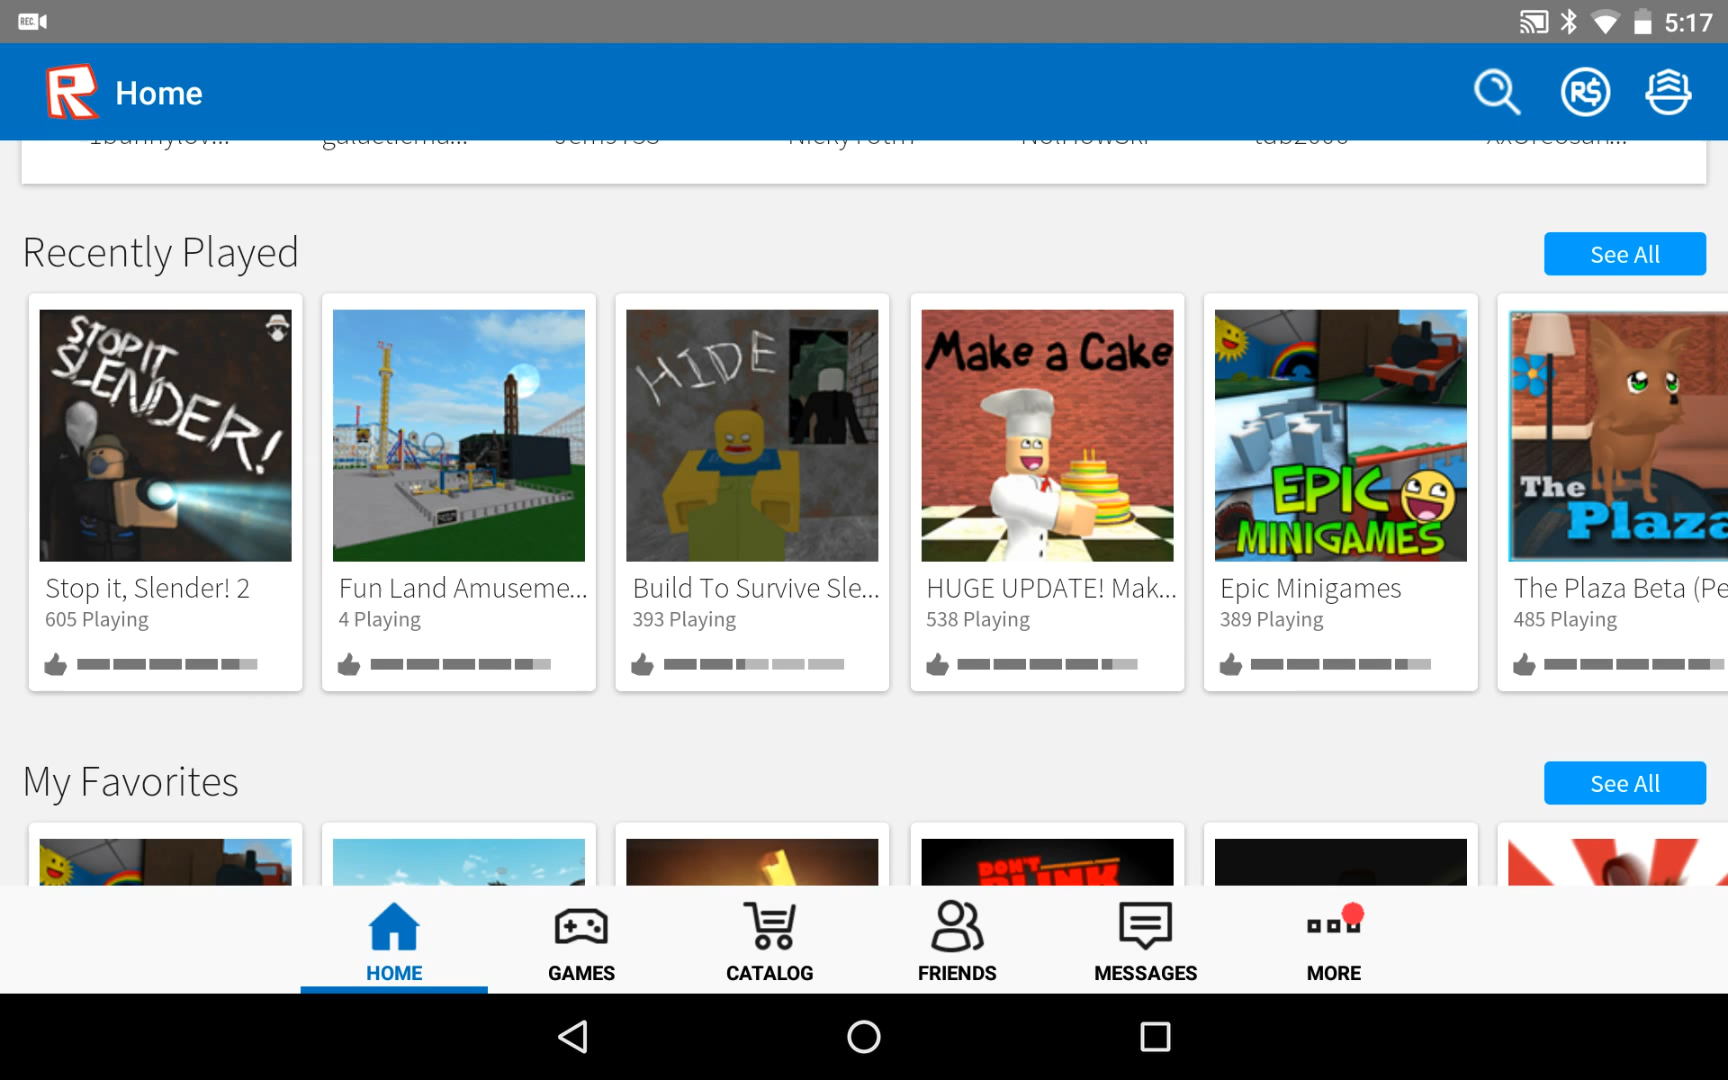 REC.
5:17
R Home R$
Recently Played
See All
STOP IT SLENDER!
HIDE
Make a Cake
EPIC MINIGAMES
The Plaza
Stop it, Slender! 2
605 Playing
Fun Land Amuseme...
4 Playing
Build To Survive Sle...
393 Playing
HUGE UPDATE! Mak...
538 Playing
Epic Minigames
389 Playing
The Plaza Beta (Pe
485 Playing
My Favorites
See All
DON'T
BLINK
HOME
GAMES
CATALOG
FRIENDS
MESSAGES
MORE